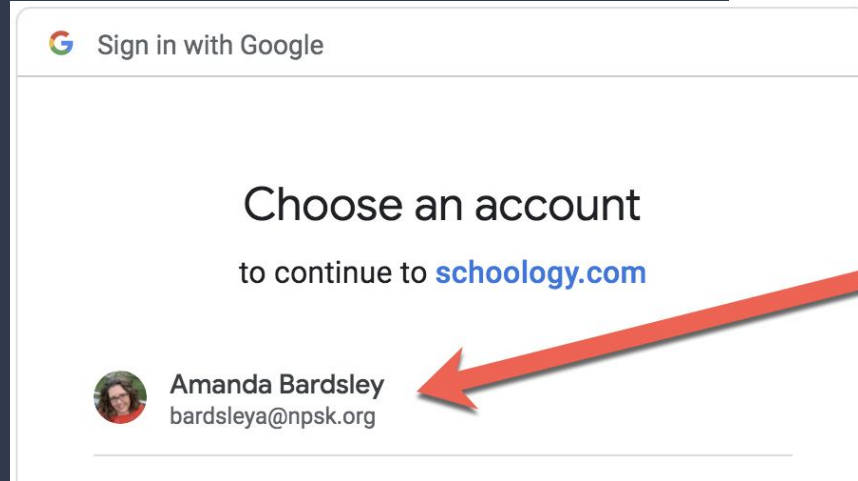 Sign in with Google
Choose an account
to continue to schoology.com
Amanda Bardsley
bardsleya@npsk.org